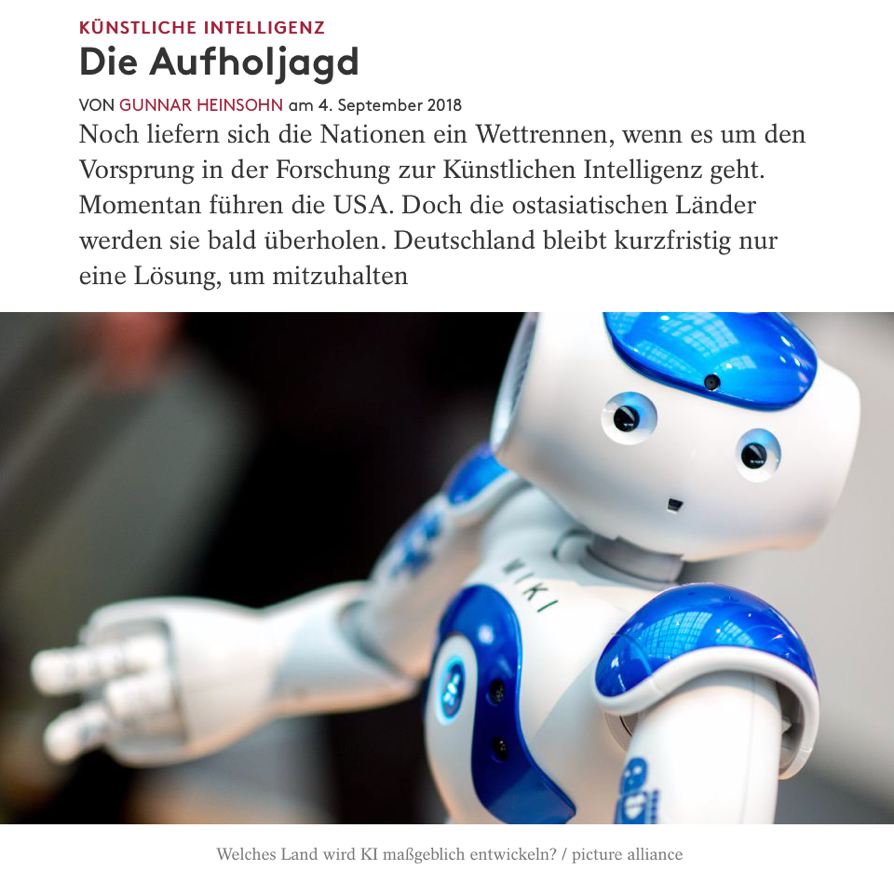 KÜNSTLICHE INTELLIGENZ
Die Aufholjagd
VON GUNNAR HEINSOHN am 4. September 2018
Noch liefern sich die Nationen ein Wettrennen, wenn es um den
Vorsprung in der Forschung zur Künstlichen Intelligenz geht.
Momentan führen die USA. Doch die ostasiatischen Länder
werden sie bald überholen. Deutschland bleibt kurzfristig nur
eine Lösung, um mitzuhalten
MIKI
Welches Land wird KI maßgeblich entwickeln? / picture alliance